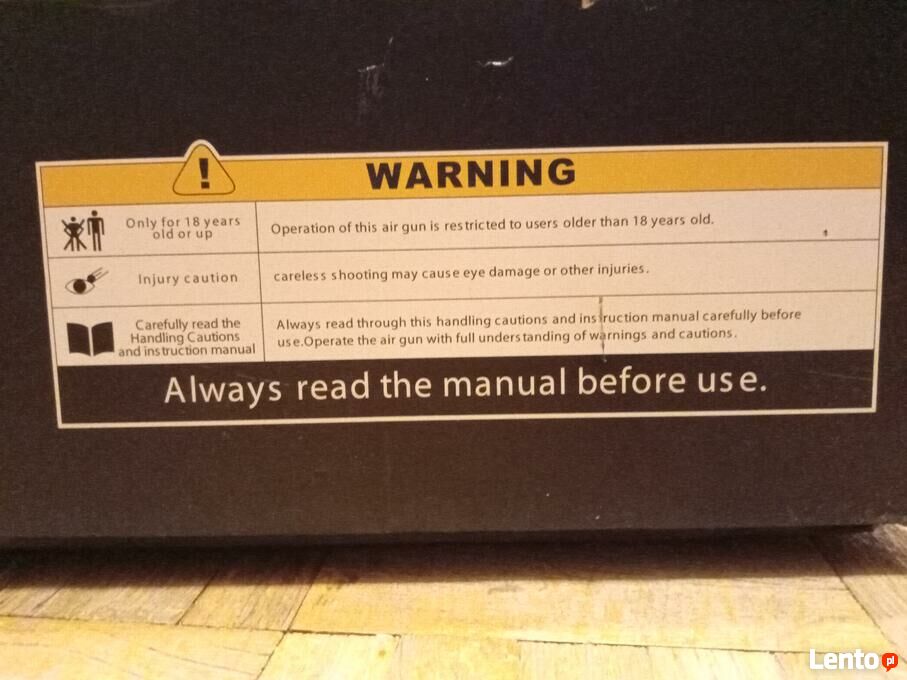 !
WARNING
Only for 18 years
old or up
Operation of this air gun is restricted to users older than 18 years old.
Injury caution
careless shooting may cause eye damage or other injuries.
Carefully read the
Handling Cautions
and instruction manual
Always read through this handling cautions and instruction manual carefully before
use.Operate the air gun with full understanding of warnings and cautions.
Always read the manual before use.
Lento pl